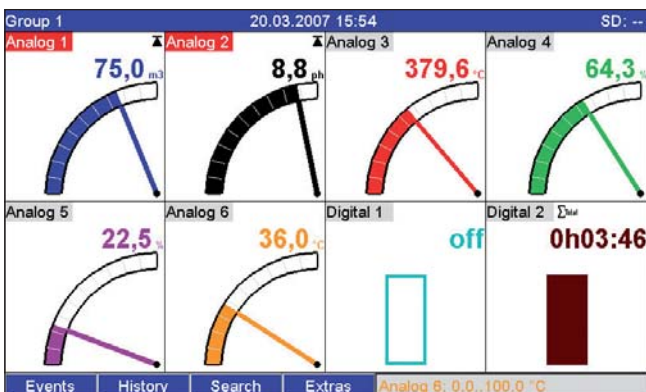 Group 1 20.03.2007 15:54 SD: --
Analog 1 Analog 2 Analog 3 Analog 4
75,0 m3 8,8 ph 379,6 °C 64,3 %
Analog 5 Analog 6 Digital 1 Digital 2 ΣTotal
22,5 % 36,0 °C off 0h03:46
Events History Search Extras Analog 6: 0,0..100,0 °C